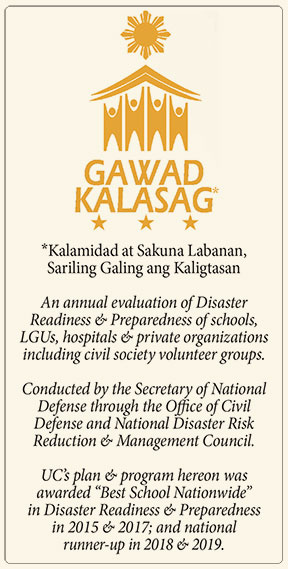 GAWAD
KALASAG*
*Kalamidad at Sakuna Labanan,
Sariling Galing ang Kaligtasan
An annual evaluation of Disaster
Readiness & Preparedness of schools,
LGUs, hospitals & private organizations
including civil society volunteer groups.
Conducted by the Secretary of National
Defense through the Office of Civil
Defense and National Disaster Risk
Reduction & Management Council.
UC's plan & program hereon was
awarded “Best School Nationwide”
in Disaster Readiness & Preparedness
in 2015 & 2017; and national
runner-up in 2018 & 2019.